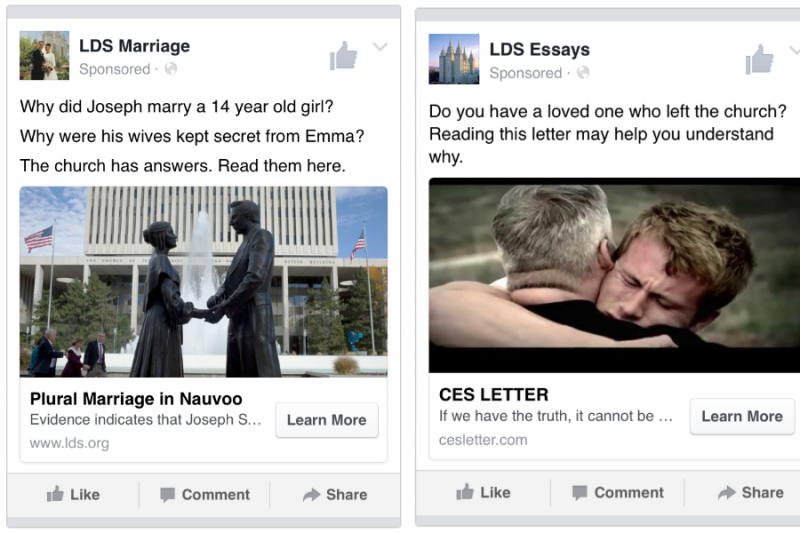 LDS Marriage
Sponsored ·
Why did Joseph marry a 14 year old girl?
Why were his wives kept secret from Emma?
The church has answers. Read them here.
Plural Marriage in Nauvoo
Evidence indicates that Joseph S...
www.lds.org
Learn More
Like
Comment
Share
LDS Essays
Sponsored ·
Do you have a loved one who left the church?
Reading this letter may help you understand
why.
CES LETTER
If we have the truth, it cannot be ...
cesletter.com
Learn More
Like
Comment
Share